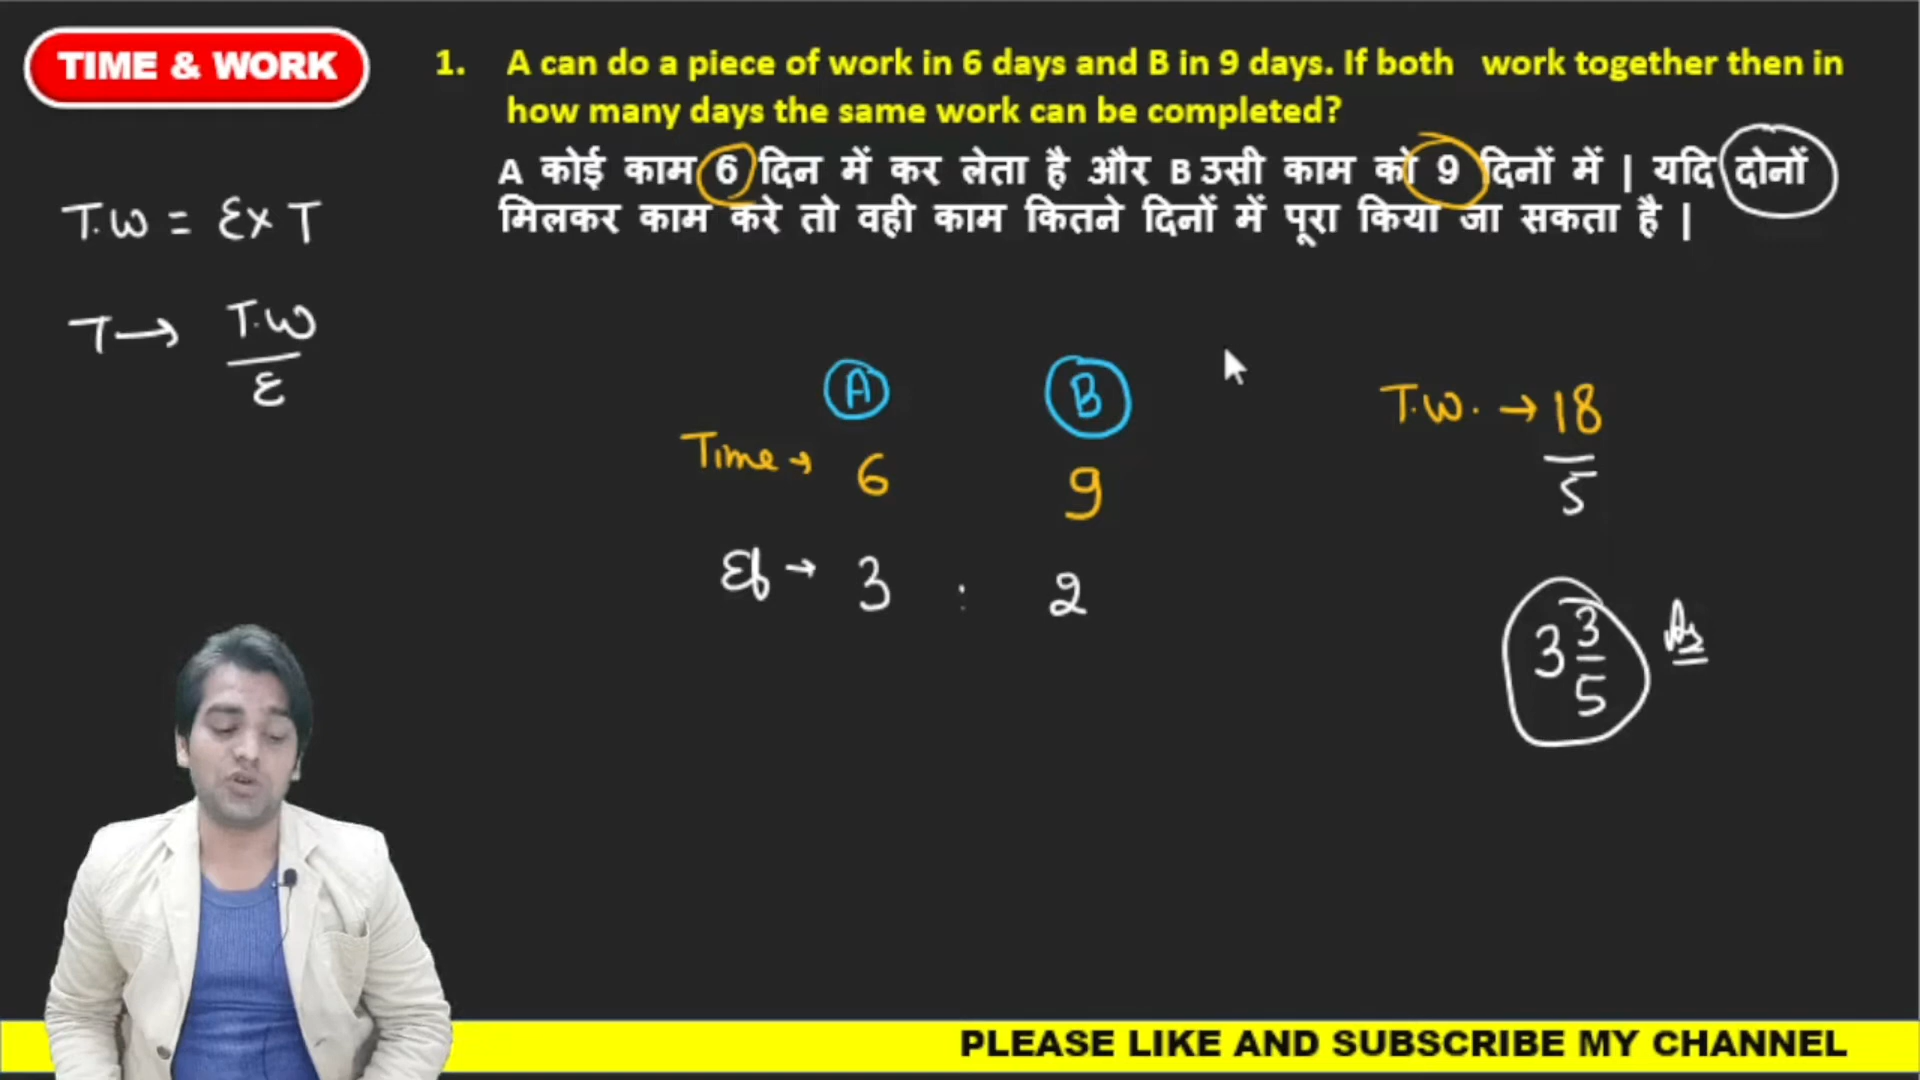 TIME & WORK
1. A can do a piece of work in 6 days and B in 9 days. If both work together then in
how many days the same work can be completed?
A कोई काम 6 दिन में कर लेता है और B उसी काम को 9 दिनों में | यदि दोनों
मिलकर काम करे तो वही काम कितने दिनों में पूरा किया जा सकता है |
T.W = ExT
T→ T.W
E
A B
Time → 6 9
Ef → 3 : 2
T.W. → 18
5
3 3/5 Ans
PLEASE LIKE AND SUBSCRIBE MY CHANNEL